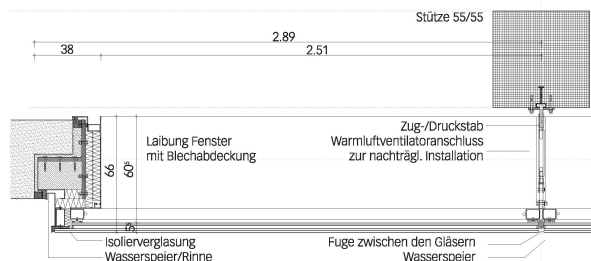 Stütze 55/55
2.89
38
2.51
Zug-/Druckstab
Warmluftventilatoranschluss
zur nachträgl. Installation
Laibung Fenster
mit Blechabdeckung
66
60⁵
5⁵
Isolierverglasung
Wasserspeier/Rinne
Fuge zwischen den Gläsern
Wasserspeier